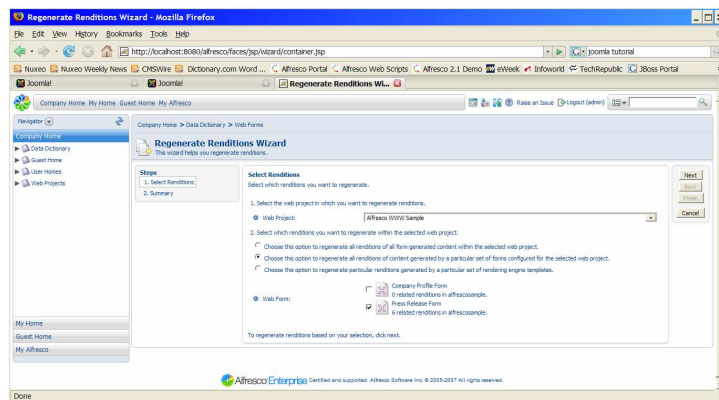 Regenerate Renditions Wizard - Mozilla Firefox
File Edit View History Bookmarks Tools Help
http://localhost:8080/alfresco/faces/jsp/wizard/container.jsp
joomla tutorial
Nuxeo Nuxeo Weekly News CMSWire Dictionary.com Word ... Alfresco Portal Alfresco Web Scripts Alfresco 2.1 Demo eWeek Infoworld TechRepublic JBoss Portal
Joomla! Joomla! Regenerate Renditions Wi...
Company Home My Home Guest Home My Alfresco
Raise an Issue Logout (admin)
Navigator
Company Home
Data Dictionary
Guest Home
User Homes
Web Projects
My Home
Guest Home
My Alfresco
Company Home > Data Dictionary > Web Forms
Regenerate Renditions Wizard
This wizard helps you regenerate renditions.
Steps
1. Select Renditions
2. Summary
Select Renditions
Select which renditions you want to regenerate.
1. Select the web project in which you want to regenerate renditions.
Web Project: Alfresco WWW Sample
2. Select which renditions you want to regenerate within the selected web project.
Choose this option to regenerate all renditions of all form generated content within the selected web project.
Choose this option to regenerate all renditions of content generated by a particular set of forms configured for the selected web project.
Choose this option to regenerate particular renditions generated by a particular set of rendering engine templates.
Web Form:
Company Profile Form
0 related renditions in alfrescosample.
Press Release Form
6 related renditions in alfrescosample.
To regenerate renditions based on your selection, click next.
Next
Back
Finish
Cancel
Alfresco Enterprise Certified and supported. Alfresco Software Inc. © 2005-2007 All rights reserved.
Done